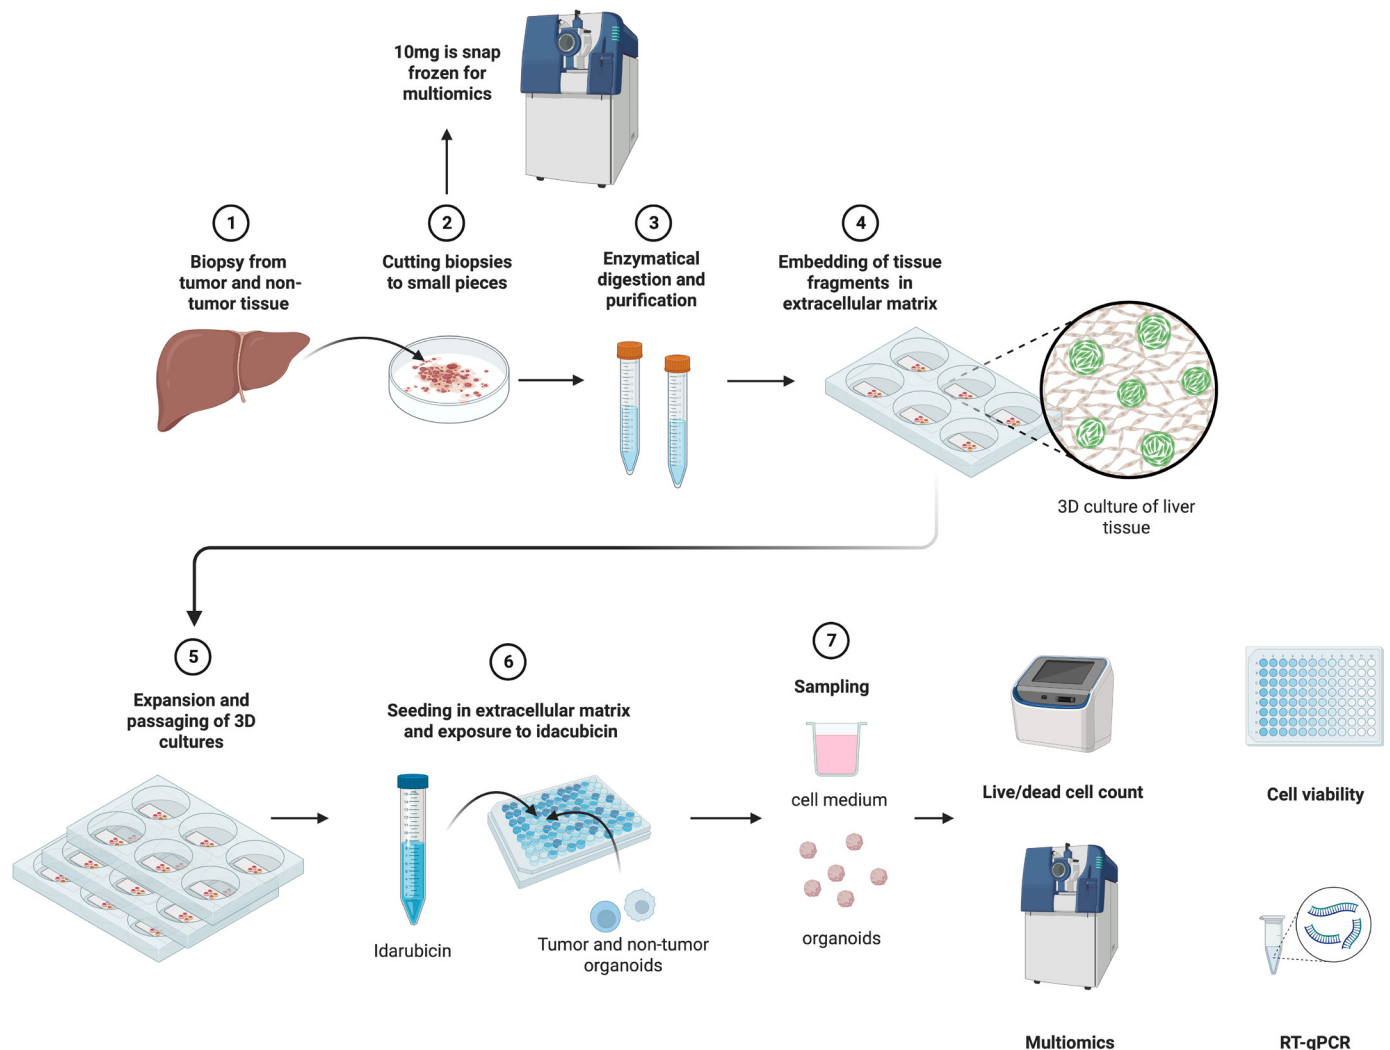 10mg is snap
frozen for
multiomics
1
Biopsy from
tumor and non-
tumor tissue
2
Cutting biopsies
to small pieces
3
Enzymatical
digestion and
purification
4
Embedding of tissue
fragments in
extracellular matrix
3D culture of liver
tissue
5
Expansion and
passaging of 3D
cultures
6
Seeding in extracellular matrix
and exposure to idacubicin
Idarubicin
Tumor and non-tumor
organoids
7
Sampling
cell medium
organoids
Live/dead cell count
Cell viability
Multiomics
RT-qPCR